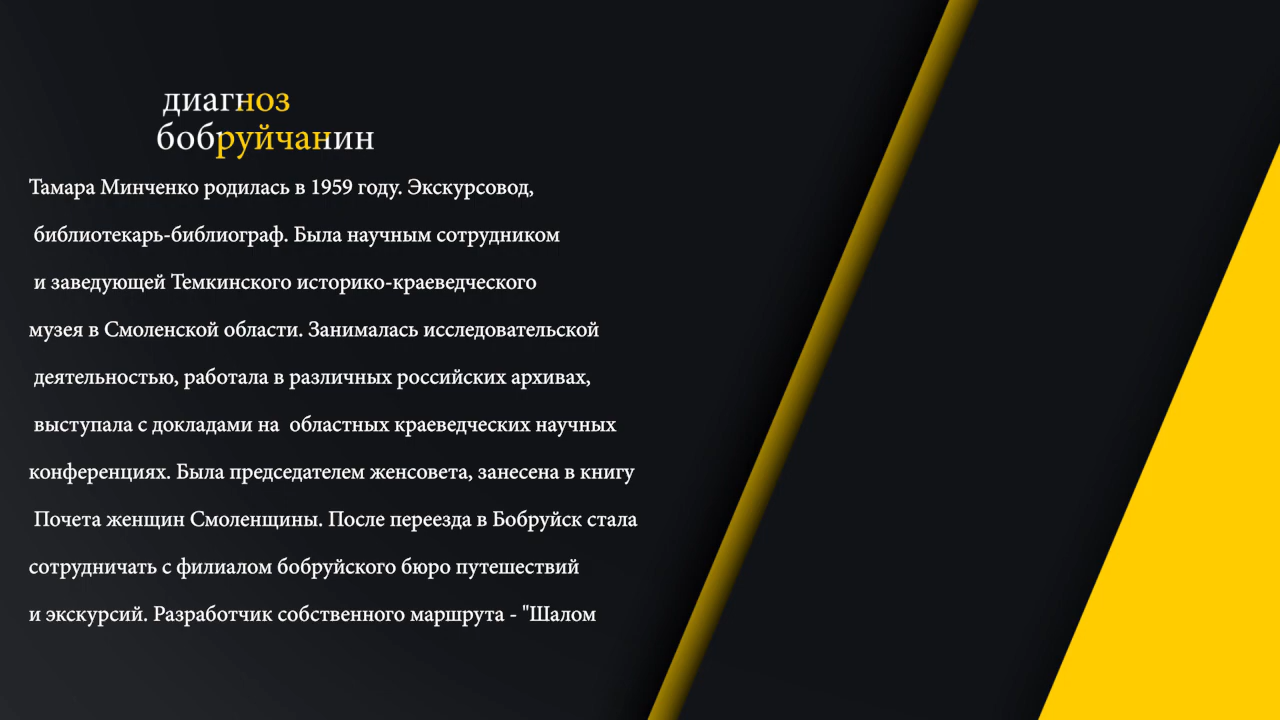 диагноз
бобруйчанин
Тамара Минченко родилась в 1959 году. Экскурсовод,
библиотекарь-библиограф. Была научным сотрудником
и заведующей Темкинского историко-краеведческого
музея в Смоленской области. Занималась исследовательской
деятельностью, работала в различных российских архивах,
выступала с докладами на областных краеведческих научных
конференциях. Была председателем женсовета, занесена в книгу
Почета женщин Смоленщины. После переезда в Бобруйск стала
сотрудничать с филиалом бобруйского бюро путешествий
и экскурсий. Разработчик собственного маршрута - "Шалом